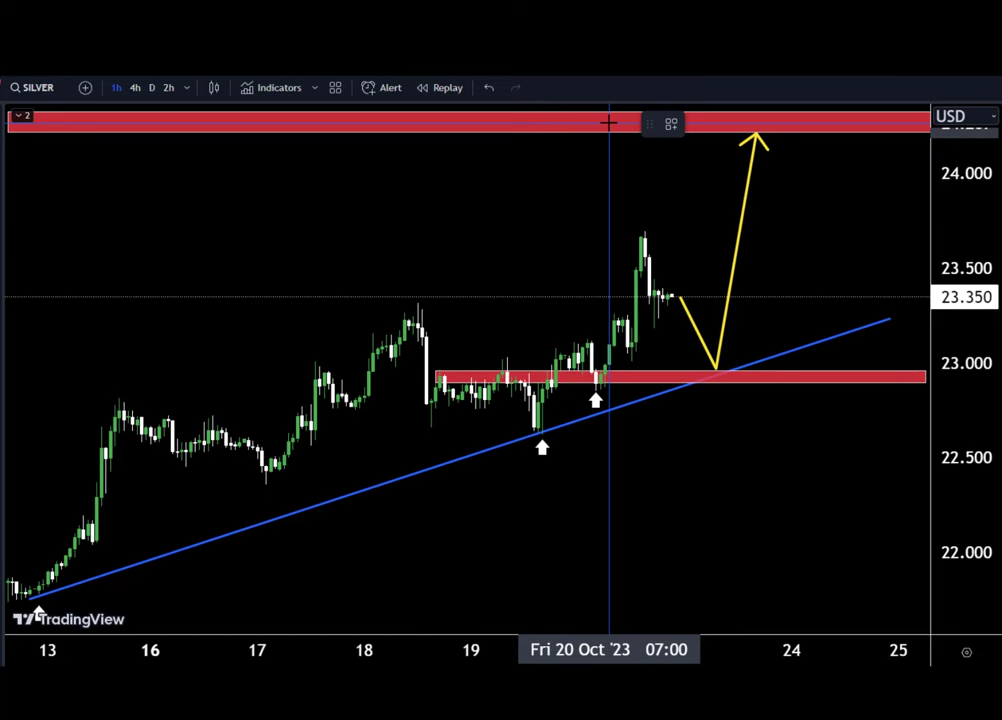 SILVER 1h 4h D 2h Indicators Alert Replay
2 USD
24.000
23.500
23.350
23.000
22.500
22.000
TradingView
13 16 17 18 19 Fri 20 Oct '23 07:00 24 25